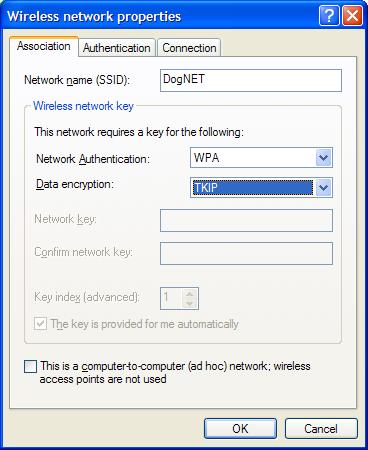 Wireless network properties
Association
Authentication
Connection
Network name (SSID):
DogNET
Wireless network key
This network requires a key for the following:
Network Authentication:
WPA
Data encryption:
TKIP
Network key:
Confirm network key:
Key index (advanced):
1
The key is provided for me automatically
This is a computer-to-computer (ad hoc) network; wireless
access points are not used
OK
Cancel